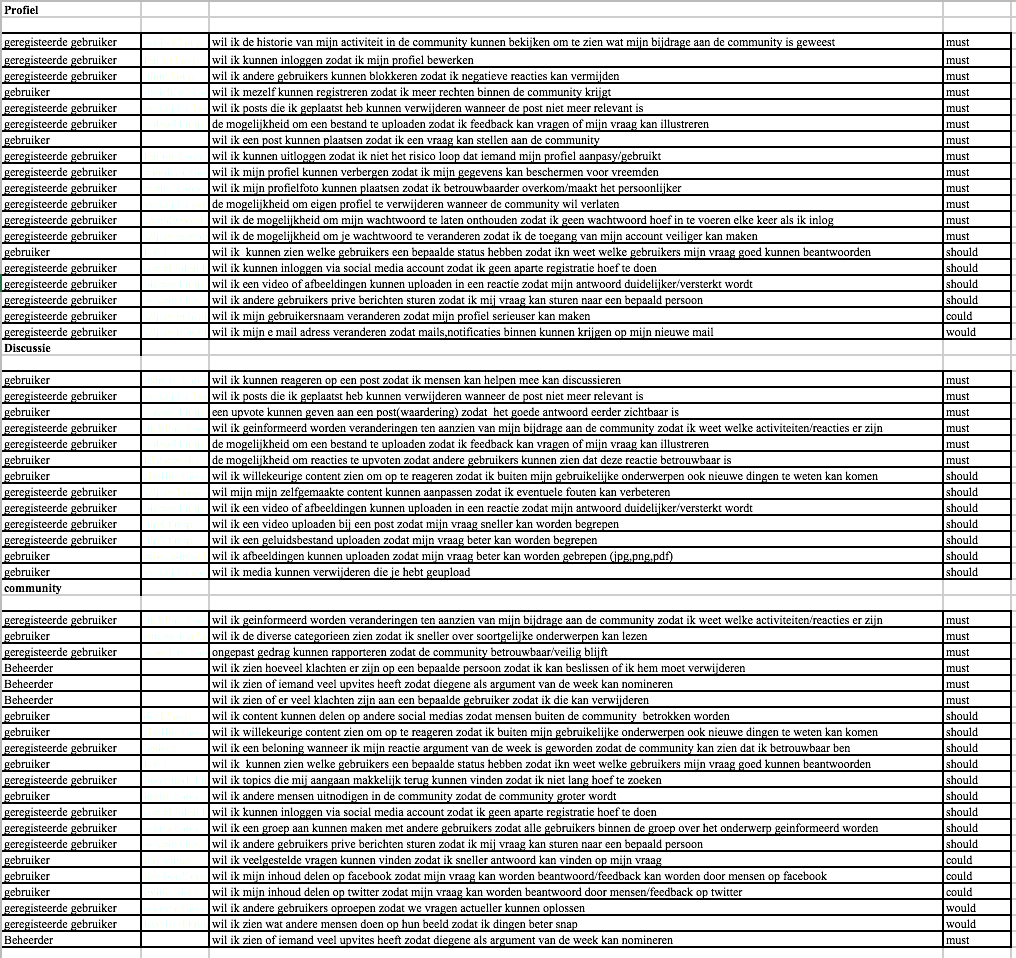 Profiel
geregisteerde gebruiker wil ik de historie van mijn activiteit in de community kunnen bekijken om te zien wat mijn bijdrage aan de community is geweest must
geregisteerde gebruiker wil ik kunnen inloggen zodat ik mijn profiel bewerken must
geregisteerde gebruiker wil ik andere gebruikers kunnen blokkeren zodat ik negatieve reacties kan vermijden must
gebruiker wil ik mezelf kunnen registreren zodat ik meer rechten binnen de community krijgt must
geregisteerde gebruiker wil ik posts die ik geplaatst heb kunnen verwijderen wanneer de post niet meer relevant is must
geregisteerde gebruiker de mogelijkheid om een bestand te uploaden zodat ik feedback kan vragen of mijn vraag kan illustreren must
gebruiker wil ik een post kunnen plaatsen zodat ik een vraag kan stellen aan de community must
geregisteerde gebruiker wil ik kunnen uitloggen zodat ik niet het risico loop dat iemand mijn profiel aanpasy/gebruikt must
geregisteerde gebruiker wil ik mijn profiel kunnen verbergen zodat ik mijn gegevens kan beschermen voor vreemden must
geregisteerde gebruiker wil ik mijn profielfoto kunnen plaatsen zodat ik betrouwbaarder overkom/maakt het persoonlijker must
geregisteerde gebruiker de mogelijkheid om eigen profiel te verwijderen wanneer de community wil verlaten must
geregisteerde gebruiker wil ik de mogelijkheid om mijn wachtwoord te laten onthouden zodat ik geen wachtwoord hoef in te voeren elke keer als ik inlog must
geregisteerde gebruiker wil ik de mogelijkheid om je wachtwoord te veranderen zodat ik de toegang van mijn account veiliger kan maken must
gebruiker wil ik kunnen zien welke gebruikers een bepaalde status hebben zodat ikn weet welke gebruikers mijn vraag goed kunnen beantwoorden should
geregisteerde gebruiker wil ik kunnen inloggen via social media account zodat ik geen aparte registratie hoef te doen should
geregisteerde gebruiker wil ik een video of afbeeldingen kunnen uploaden in een reactie zodat mijn antwoord duidelijker/versterkt wordt should
geregisteerde gebruiker wil ik andere gebruikers prive berichten sturen zodat ik mij vraag kan sturen naar een bepaald persoon should
geregisteerde gebruiker wil ik mijn gebruikersnaam veranderen zodat mijn profiel serieuser kan maken could
geregisteerde gebruiker wil ik mijn e mail adress veranderen zodat mails,notificaties binnen kunnen krijgen op mijn nieuwe mail would
Discussie
gebruiker wil ik kunnen reageren op een post zodat ik mensen kan helpen mee kan discussieren must
geregisteerde gebruiker wil ik posts die ik geplaatst heb kunnen verwijderen wanneer de post niet meer relevant is must
gebruiker een upvote kunnen geven aan een post(waardering) zodat het goede antwoord eerder zichtbaar is must
geregisteerde gebruiker wil ik geinformeerd worden veranderingen ten aanzien van mijn bijdrage aan de community zodat ik weet welke activiteiten/reacties er zijn must
geregisteerde gebruiker de mogelijkheid om een bestand te uploaden zodat ik feedback kan vragen of mijn vraag kan illustreren must
gebruiker de mogelijkheid om reacties te upvoten zodat andere gebruikers kunnen zien dat deze reactie betrouwbaar is must
gebruiker wil ik willekeurige content zien om op te reageren zodat ik buiten mijn gebruikelijke onderwerpen ook nieuwe dingen te weten kan komen should
geregisteerde gebruiker wil mijn mijn zelfgemaakte content kunnen aanpassen zodat ik eventuele fouten kan verbeteren should
geregisteerde gebruiker wil ik een video of afbeeldingen kunnen uploaden in een reactie zodat mijn antwoord duidelijker/versterkt wordt should
geregisteerde gebruiker wil ik een video uploaden bij een post zodat mijn vraag sneller kan worden begrepen should
geregisteerde gebruiker wil ik een geluidsbestand uploaden zodat mijn vraag beter kan worden begrepen should
gebruiker wil ik afbeeldingen kunnen uploaden zodat mijn vraag beter kan worden gebrepen (jpg,png,pdf) should
gebruiker wil ik media kunnen verwijderen die je hebt geupload should
community
geregisteerde gebruiker wil ik geinformeerd worden veranderingen ten aanzien van mijn bijdrage aan de community zodat ik weet welke activiteiten/reacties er zijn must
gebruiker wil ik de diverse categorieen zien zodat ik sneller over soortgelijke onderwerpen kan lezen must
geregisteerde gebruiker ongepast gedrag kunnen rapporteren zodat de community betrouwbaar/veilig blijft must
Beheerder wil ik zien hoeveel klachten er zijn op een bepaalde persoon zodat ik kan beslissen of ik hem moet verwijderen must
Beheerder wil ik zien of iemand veel upvites heeft zodat diegene als argument van de week kan nomineren must
Beheerder wil ik zien of er veel klachten zijn aan een bepaalde gebruiker zodat ik die kan verwijderen must
gebruiker wil ik content kunnen delen op andere social medias zodat mensen buiten de community betrokken worden should
gebruiker wil ik willekeurige content zien om op te reageren zodat ik buiten mijn gebruikelijke onderwerpen ook nieuwe dingen te weten kan komen should
geregisteerde gebruiker wil ik een beloning wanneer ik mijn reactie argument van de week is geworden zodat de community kan zien dat ik betrouwbaar ben should
gebruiker wil ik kunnen zien welke gebruikers een bepaalde status hebben zodat ikn weet welke gebruikers mijn vraag goed kunnen beantwoorden should
geregisteerde gebruiker wil ik topics die mij aangaan makkelijk terug kunnen vinden zodat ik niet lang hoef te zoeken should
gebruiker wil ik andere mensen uitnodigen in de community zodat de community groter wordt should
geregisteerde gebruiker wil ik kunnen inloggen via social media account zodat ik geen aparte registratie hoef te doen should
geregisteerde gebruiker wil ik een groep aan kunnen maken met andere gebruikers zodat alle gebruikers binnen de groep over het onderwerp geinformeerd worden should
geregisteerde gebruiker wil ik andere gebruikers prive berichten sturen zodat ik mij vraag kan sturen naar een bepaald persoon should
gebruiker wil ik veelgestelde vragen kunnen vinden zodat ik sneller antwoord kan vinden op mijn vraag could
gebruiker wil ik mijn inhoud delen op facebook zodat mijn vraag kan worden beantwoord/feedback kan worden door mensen op facebook could
gebruiker wil ik mijn inhoud delen op twitter zodat mijn vraag kan worden beantwoord door mensen/feedback op twitter could
geregisteerde gebruiker wil ik andere gebruikers oproepen zodat we vragen actueller kunnen oplossen would
geregisteerde gebruiker wil ik zien wat andere mensen doen op hun beeld zodat ik dingen beter snap would
Beheerder wil ik zien of iemand veel upvites heeft zodat diegene als argument van de week kan nomineren must